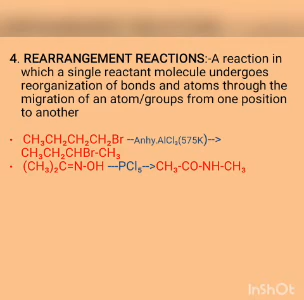 4. REARRANGEMENT REACTIONS:-A reaction in
which a single reactant molecule undergoes
reorganization of bonds and atoms through the
migration of an atom/groups from one position
to another
• CH₃CH₂CH₂CH₂Br --Anhy.AlCl₃(575K)-->
CH₃CH₂CHBr-CH₃
• (CH₃)₂C=N-OH ---PCl₅-->CH₃-CO-NH-CH₃
InShOt